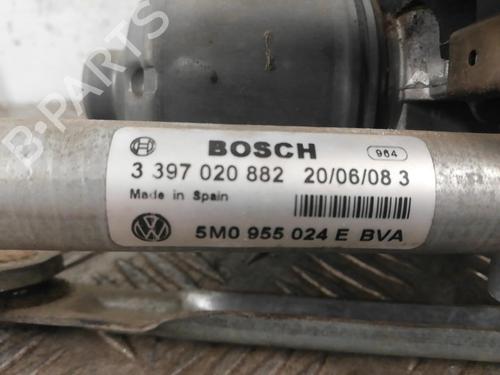 B-PARTS
BOSCH 964
3 397 020 882 20/06/08 3
Made in Spain
5M0 955 024 E BVA